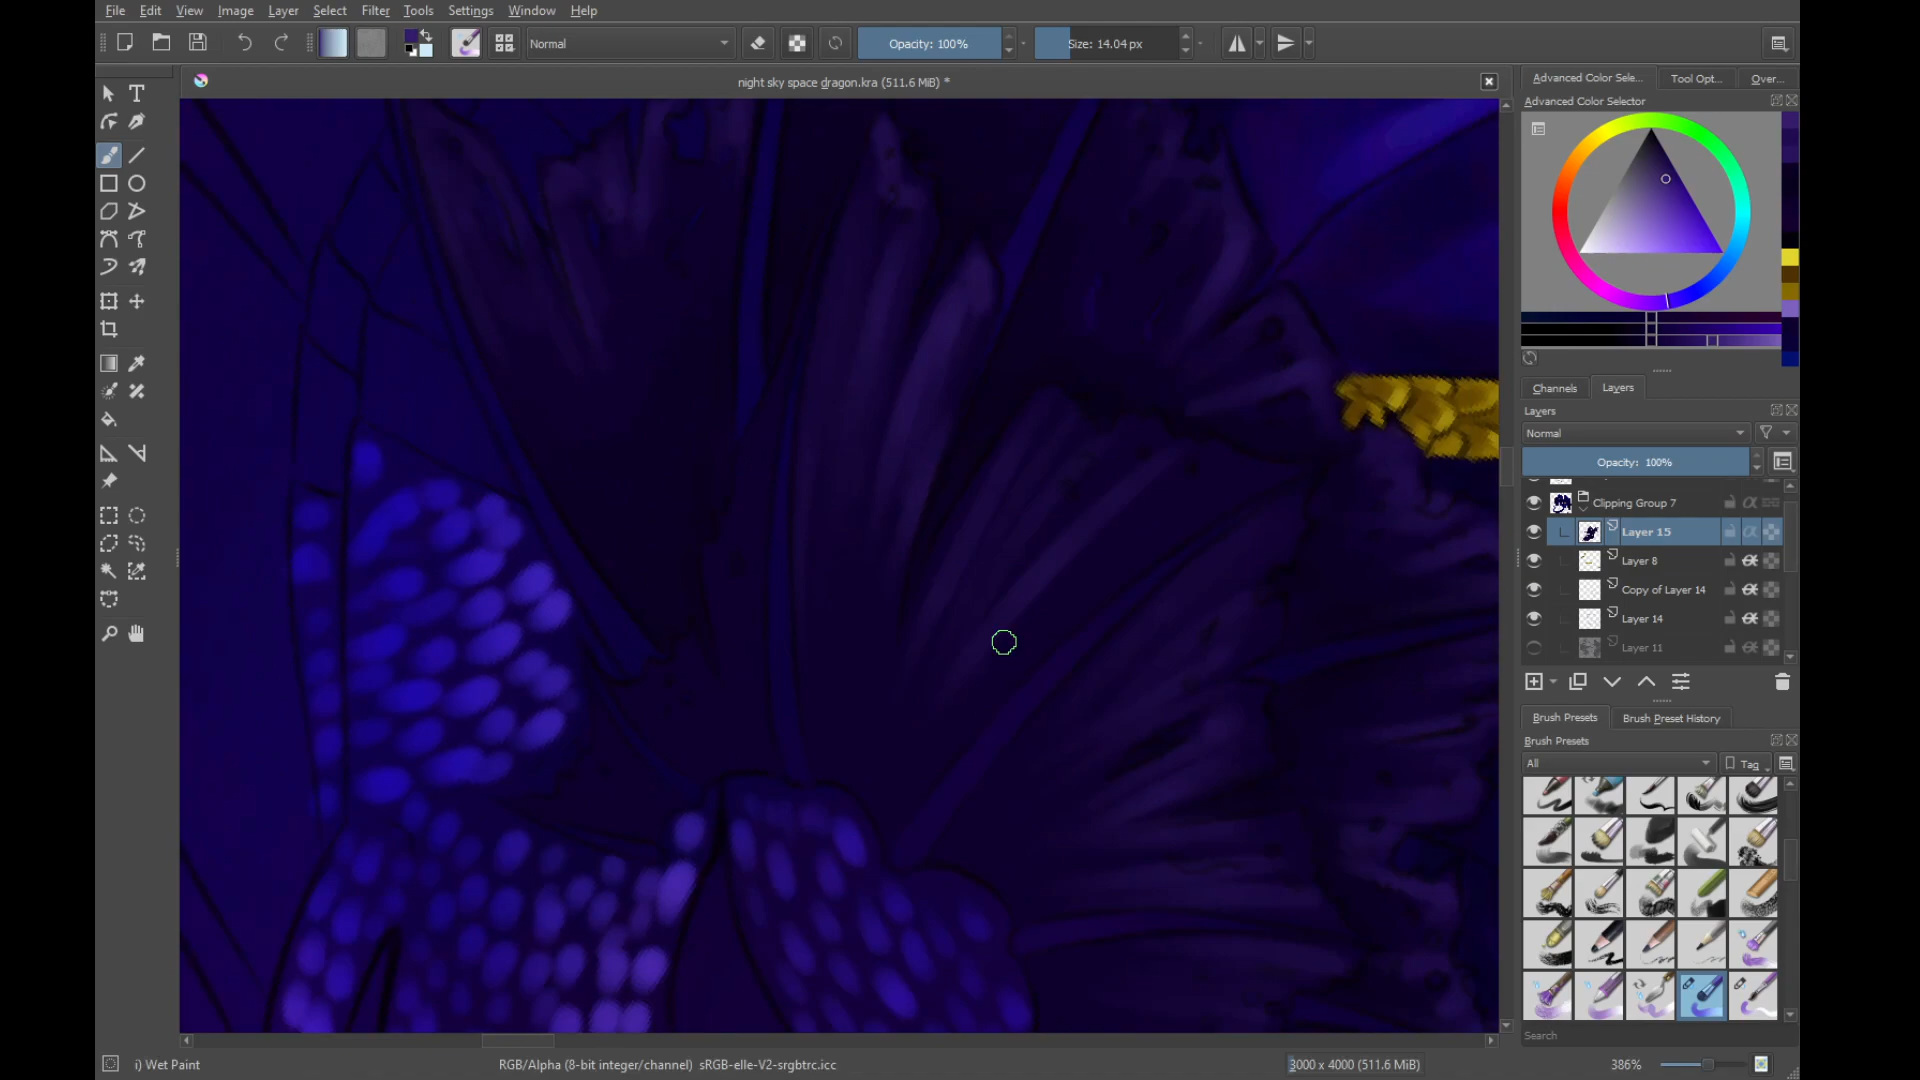 File Edit View Image Layer Select Filter Tools Settings Window Help
Normal Opacity: 100% Size: 14.04 px
night sky space dragon.kra (511.6 MiB) *
Advanced Color Sele... Tool Opt... Over...
Advanced Color Selector
Channels Layers
Layers
Normal
Opacity: 100%
Clipping Group 7
Layer 15
Layer 8
Copy of Layer 14
Layer 14
Layer 11
Brush Presets Brush Preset History
Brush Presets
All Tag
Search
i) Wet Paint RGB/Alpha (8-bit integer/channel) sRGB-elle-V2-srgbtrc.icc 3000 x 4000 (511.6 MiB) 386%